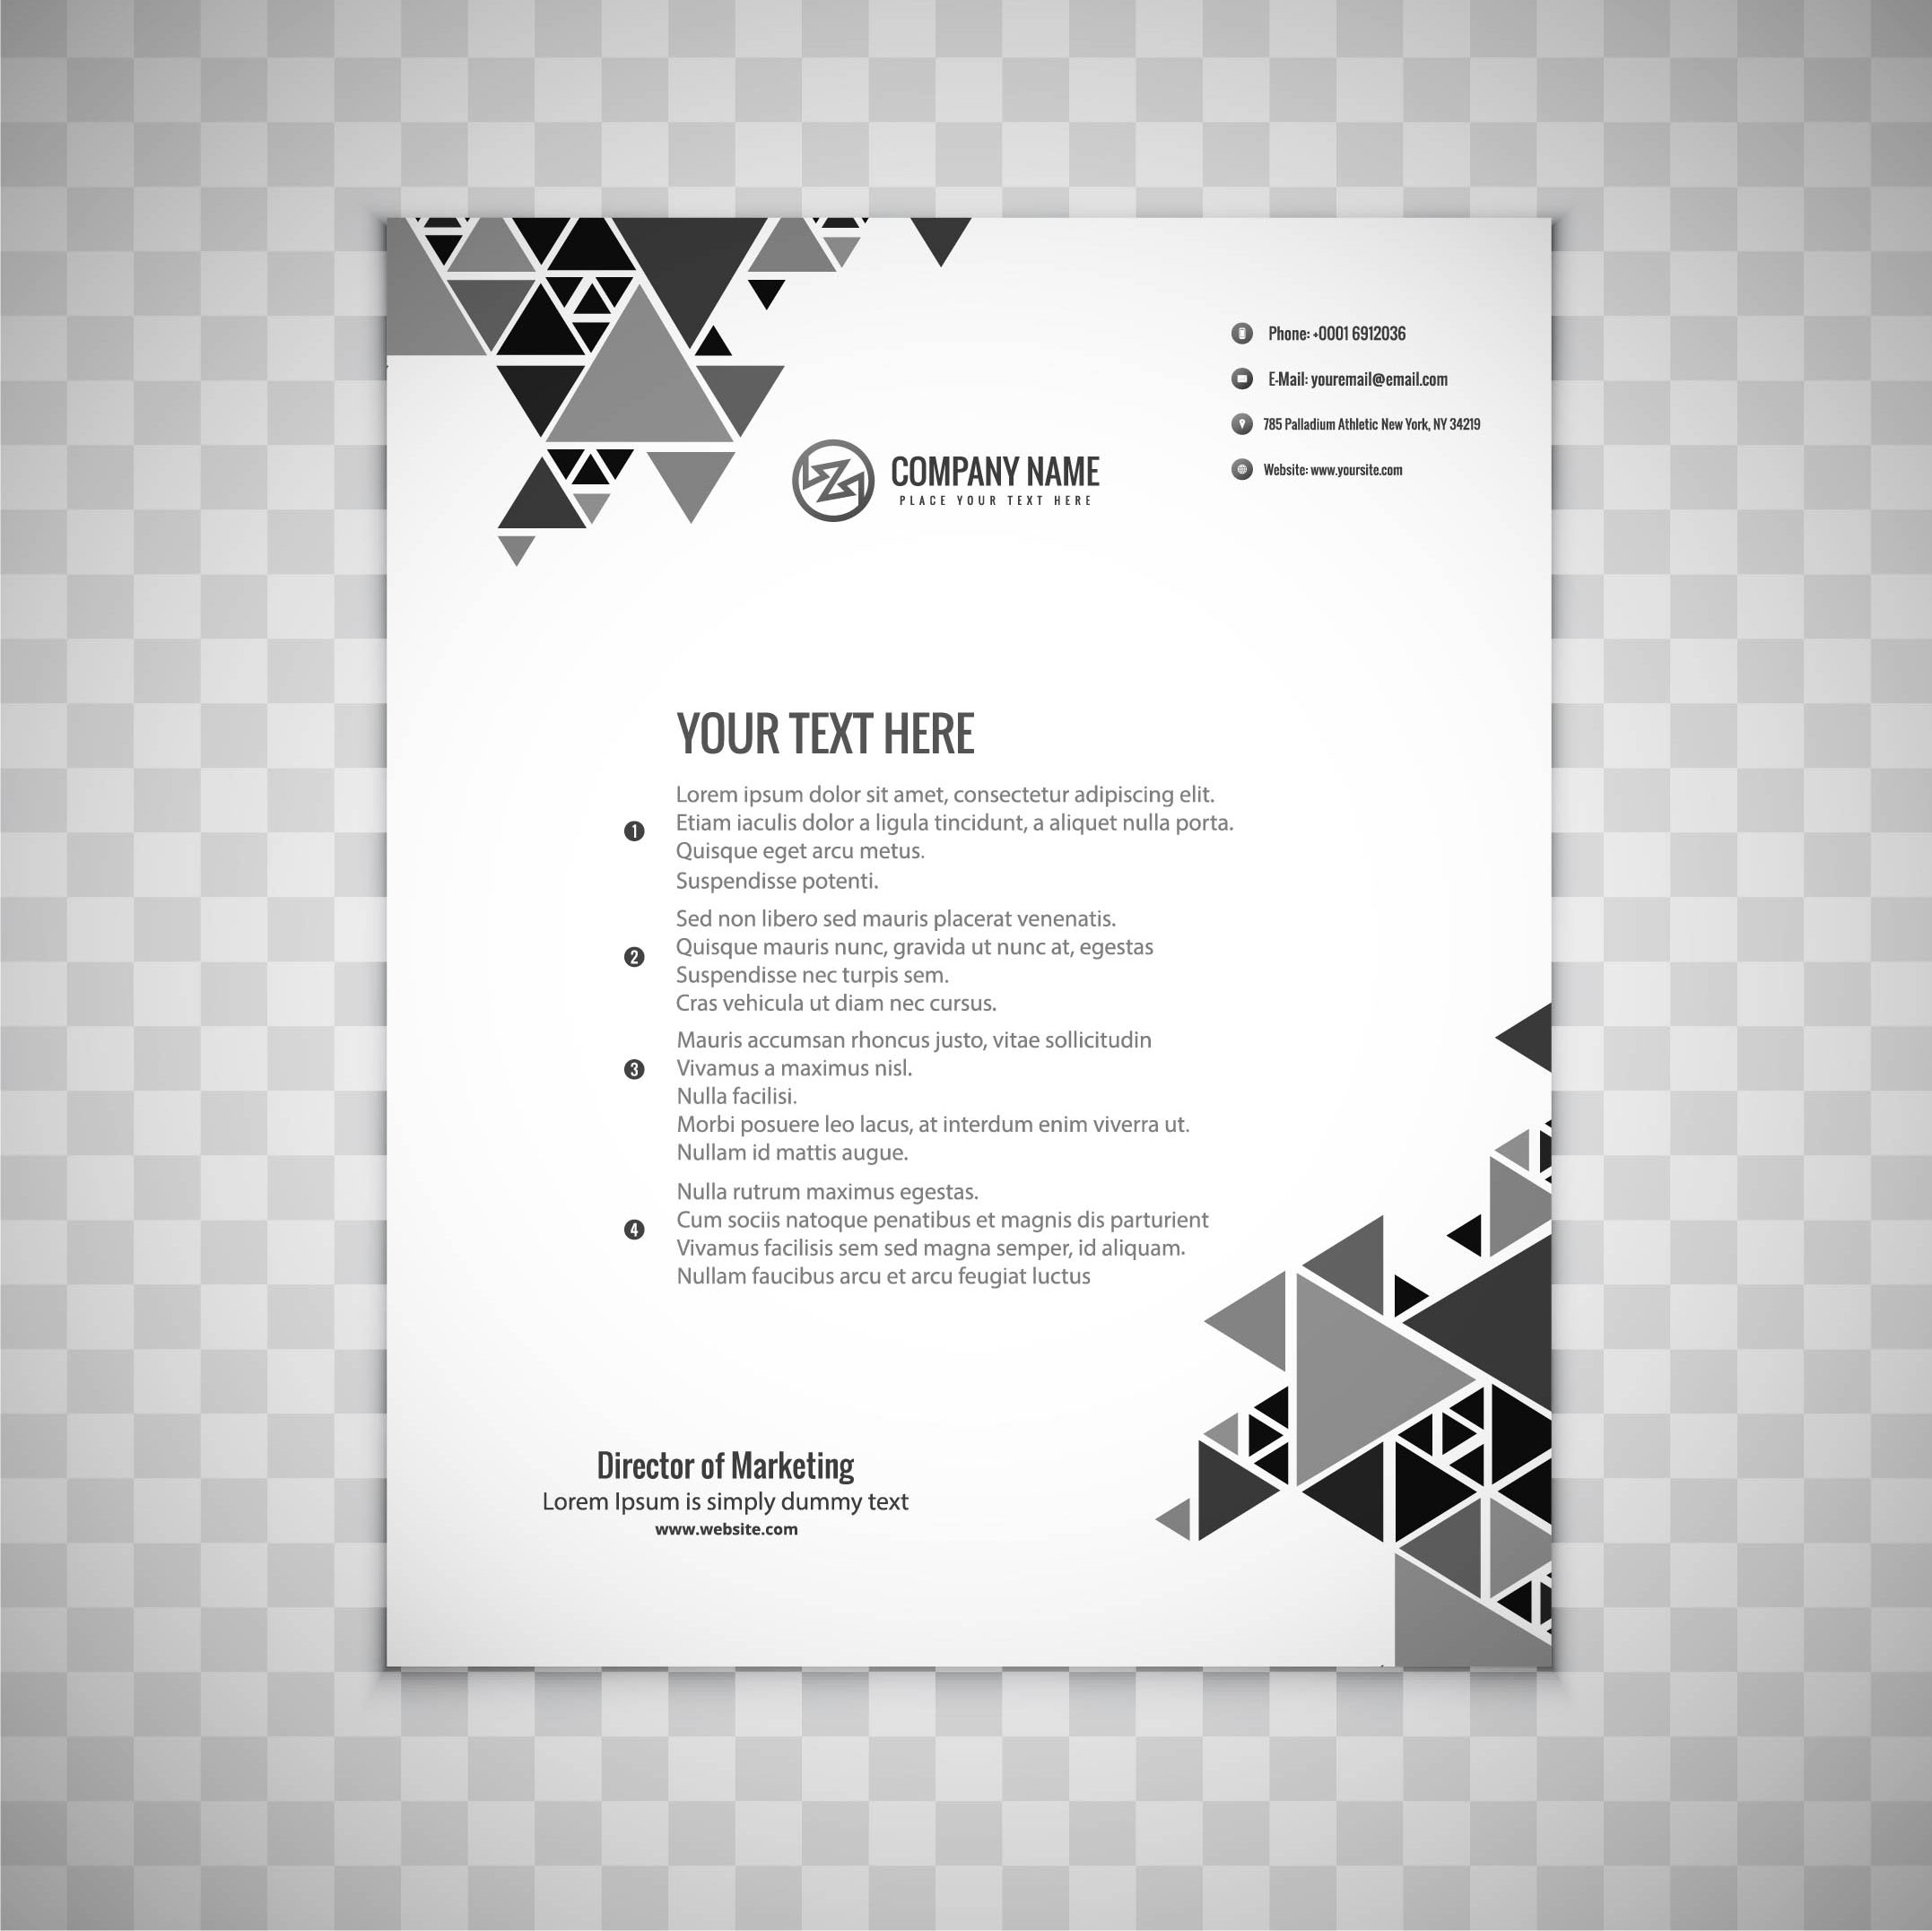 Phone: +0001 6912036
E-Mail: youremail@email.com
785 Palladium Athletic New York, NY 34219
Website: www.yoursite.com
COMPANY NAME
PLACE YOUR TEXT HERE
YOUR TEXT HERE
1
Lorem ipsum dolor sit amet, consectetur adipiscing elit.
Etiam iaculis dolor a ligula tincidunt, a aliquet nulla porta.
Quisque eget arcu metus.
Suspendisse potenti.
2
Sed non libero sed mauris placerat venenatis.
Quisque mauris nunc, gravida ut nunc at, egestas
Suspendisse nec turpis sem.
Cras vehicula ut diam nec cursus.
3
Mauris accumsan rhoncus justo, vitae sollicitudin
Vivamus a maximus nisl.
Nulla facilisi.
Morbi posuere leo lacus, at interdum enim viverra ut.
Nullam id mattis augue.
4
Nulla rutrum maximus egestas.
Cum sociis natoque penatibus et magnis dis parturient
Vivamus facilisis sem sed magna semper, id aliquam.
Nullam faucibus arcu et arcu feugiat luctus
Director of Marketing
Lorem Ipsum is simply dummy text
www.website.com